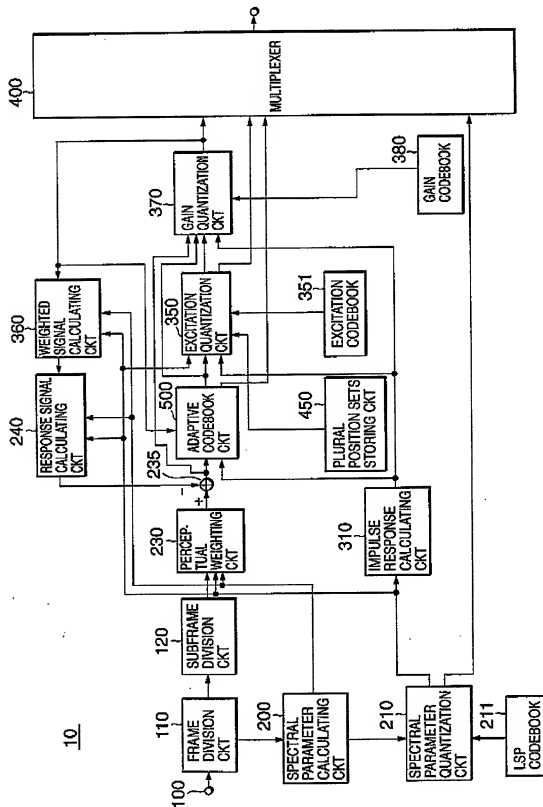 10
100
110
FRAME
DIVISION
CKT
120
SUBFRAME
DIVISION
CKT
200
SPECTRAL
PARAMETER
CALCULATING
CKT
210
SPECTRAL
PARAMETER
QUANTIZATION
CKT
211
LSP CODEBOOK
230
PERCEP-
TUAL
WEIGHTING
CKT
235
+
-
240
RESPONSE SIGNAL
CALCULATING
CKT
360
WEIGHTED
SIGNAL
CALCULATING
CKT
500
ADAPTIVE
CODEBOOK
CKT
310
IMPULSE
RESPONSE
CALCULATING
CKT
450
PLURAL
POSITION SETS
STORING CKT
350
EXCITATION
QUANTIZATION
CKT
351
EXCITATION
CODEBOOK
370
GAIN
QUANTIZATION
CKT
380
GAIN
CODEBOOK
400
MULTIPLEXER